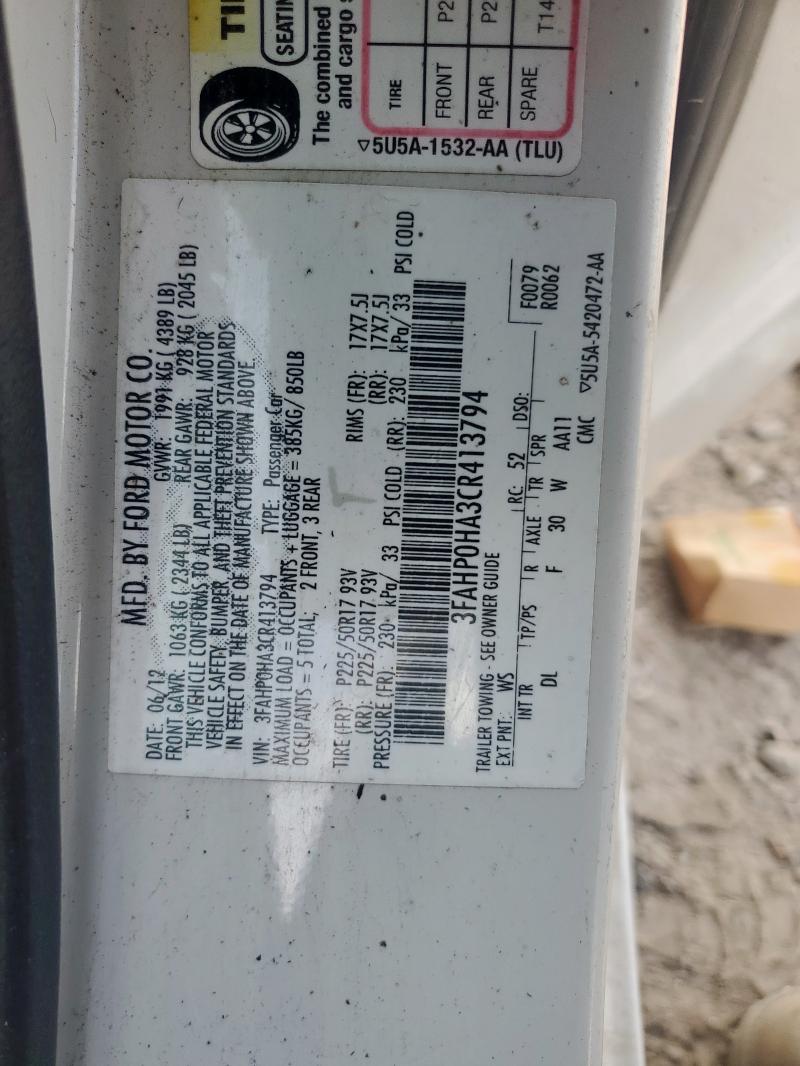 TIRE
FRONT P2
REAR P2
SPARE T14
SEATIN
The combined
and cargo s
▽5U5A-1532-AA (TLU)
MFD. BY FORD MOTOR CO.
DATE: 06/12 GVWR: 1991 KG ( 4389 LB)
FRONT GAWR: 1063 KG ( 2344 LB) REAR GAWR: 928 KG ( 2045 LB)
THIS VEHICLE CONFORMS TO ALL APPLICABLE FEDERAL MOTOR
VEHICLE SAFETY, BUMPER, AND THEFT PREVENTION STANDARDS
IN EFFECT ON THE DATE OF MANUFACTURE SHOWN ABOVE.
VIN: 3FAHP0HA3CR413794 TYPE: Passenger Car
MAXIMUM LOAD = OCCUPANTS + LUGGAGE = 385KG/ 850LB
OCCUPANTS = 5 TOTAL, 2 FRONT, 3 REAR
TIRE (FR): P225/50R17 93V RIMS (FR): 17X7.5J
(RR): P225/50R17 93V (RR): 17X7.5J
PRESSURE (FR): 230 kPa/ 33 PSI COLD (RR): 230 kPa/ 33 PSI COLD
3FAHP0HA3CR413794
TRAILER TOWING - SEE OWNER GUIDE
EXT PNT: WS RC: 52 DSO: F0079
INT TR TP/PS R AXLE TR SPR R0062
DL F 30 W AA11
CMC ▽5U5A-5420472-AA